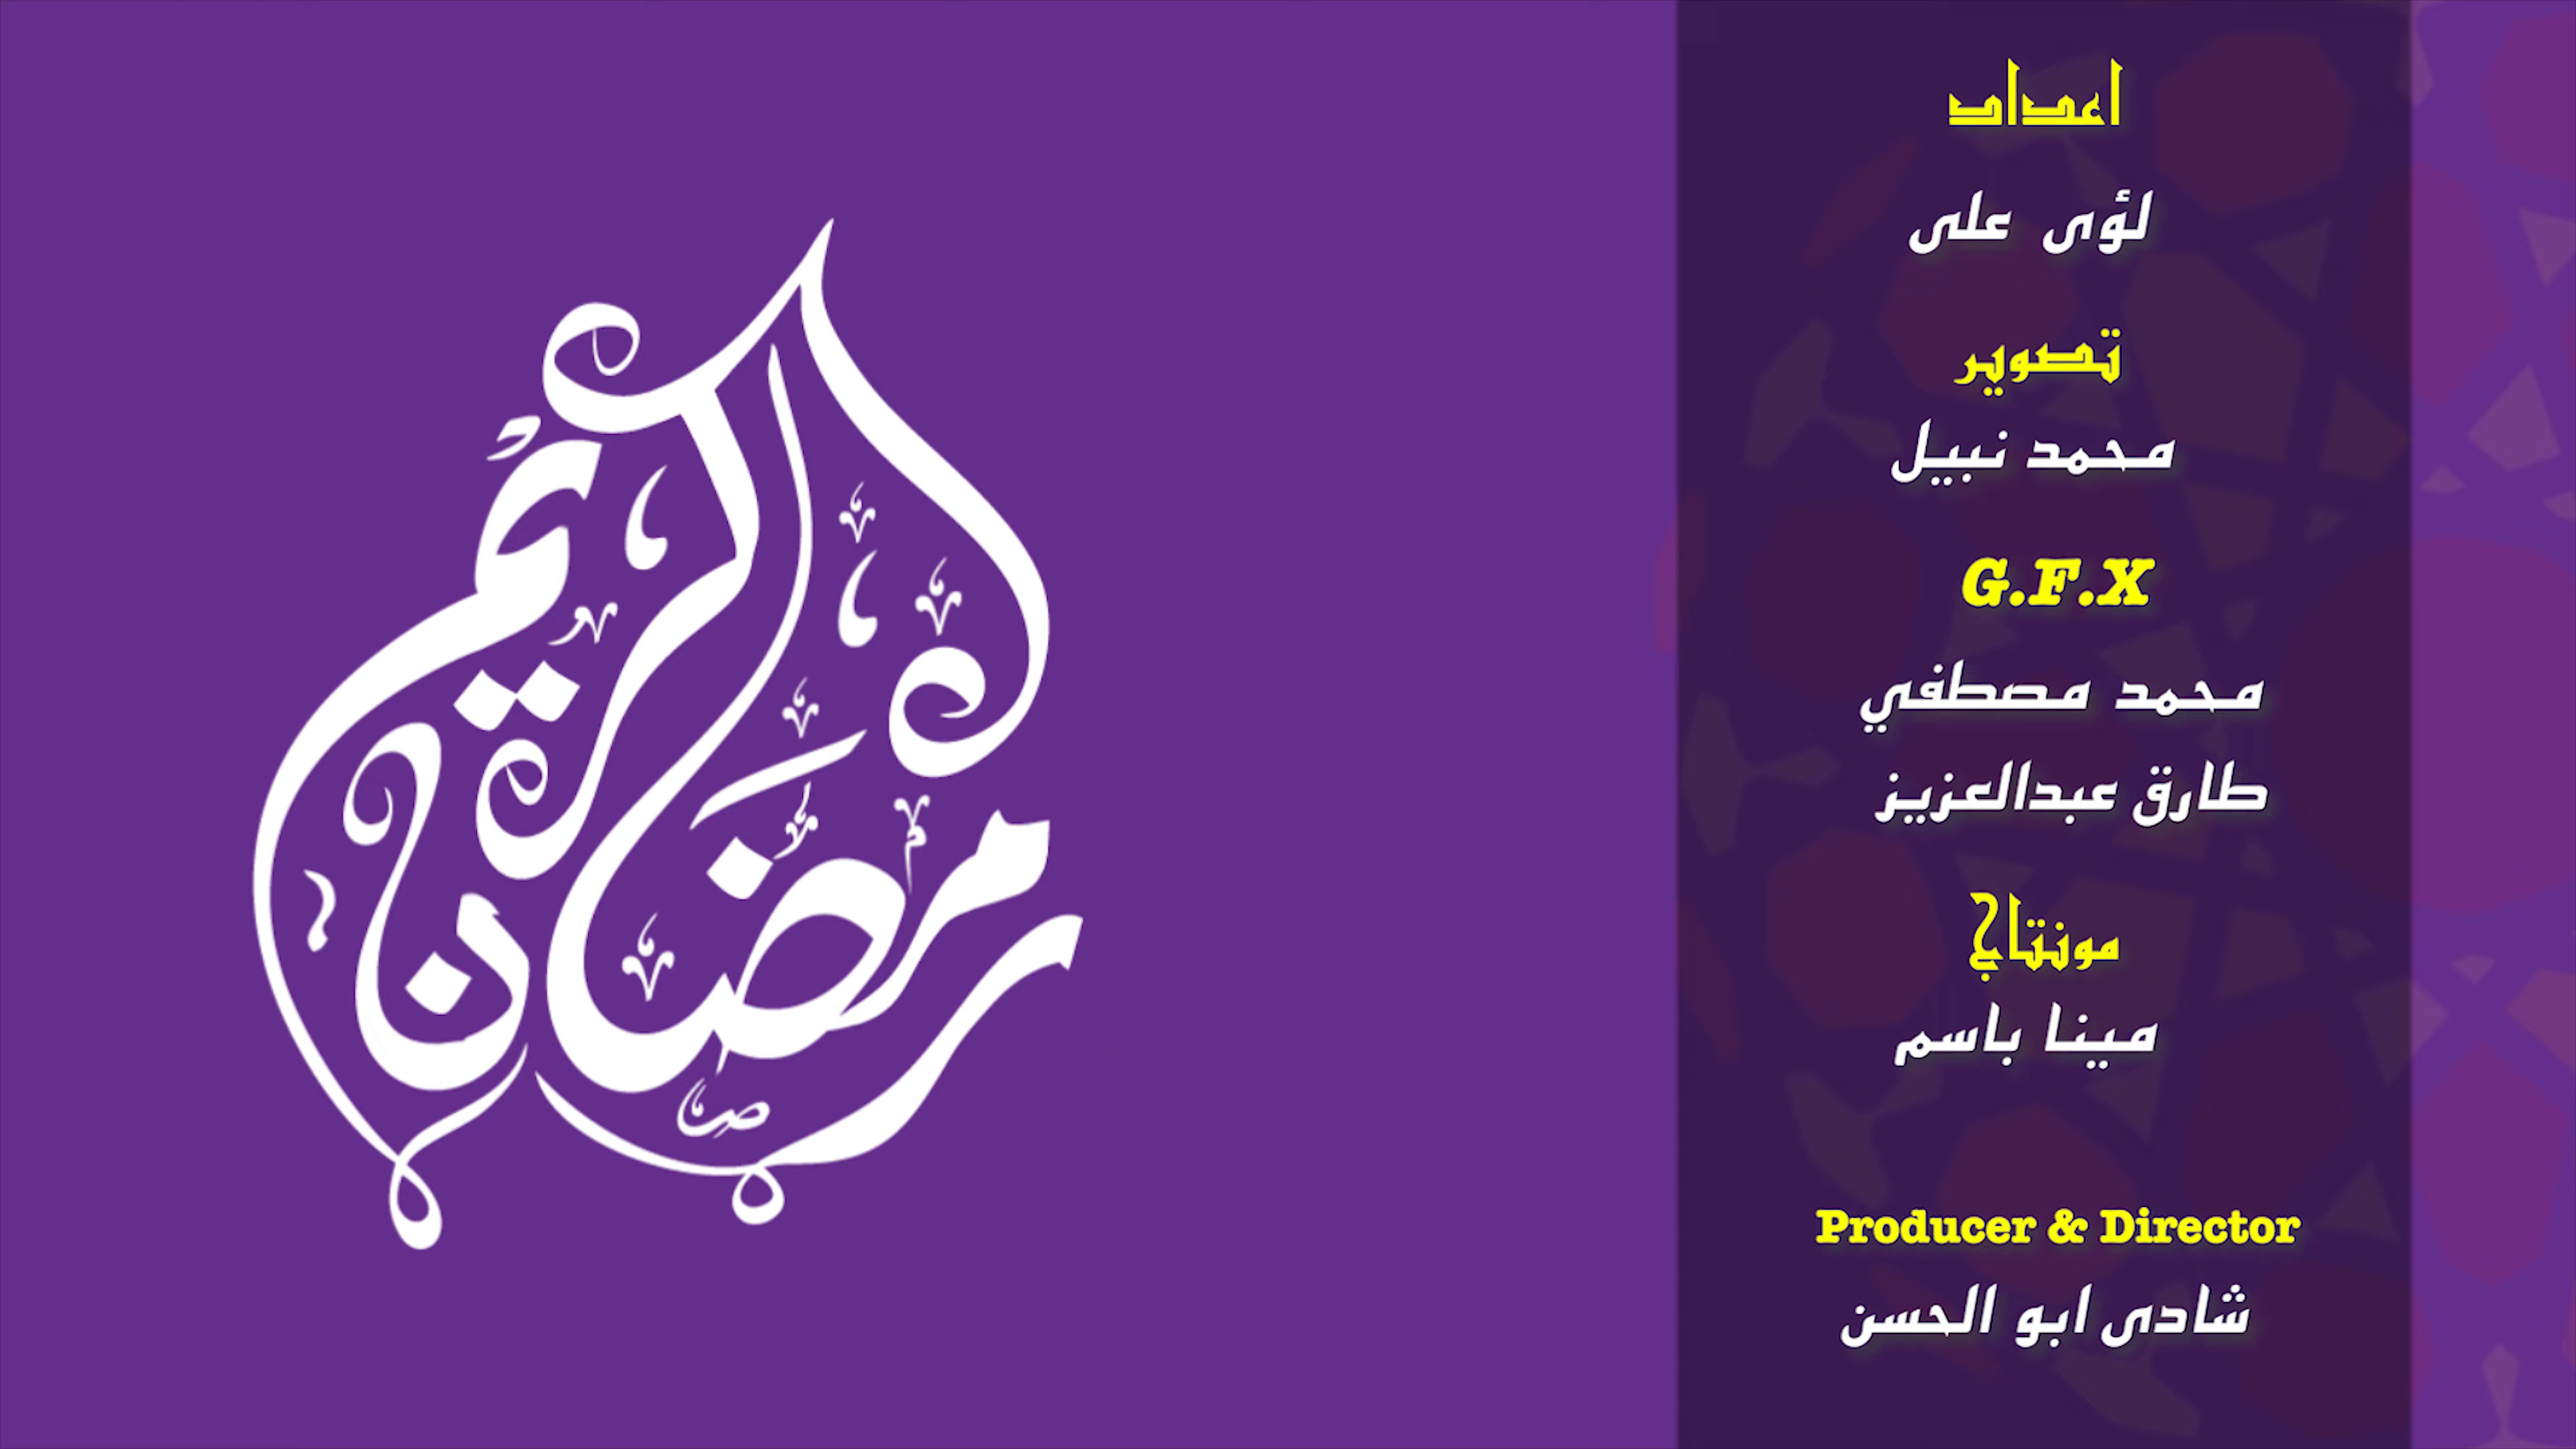 رمضان كريم
اعداد
لؤى على
تصوير
محمد نبيل
G.F.X
محمد مصطفي
طارق عبدالعزيز
مونتاج
مينا باسم
Producer & Director
شادى ابو الحسن